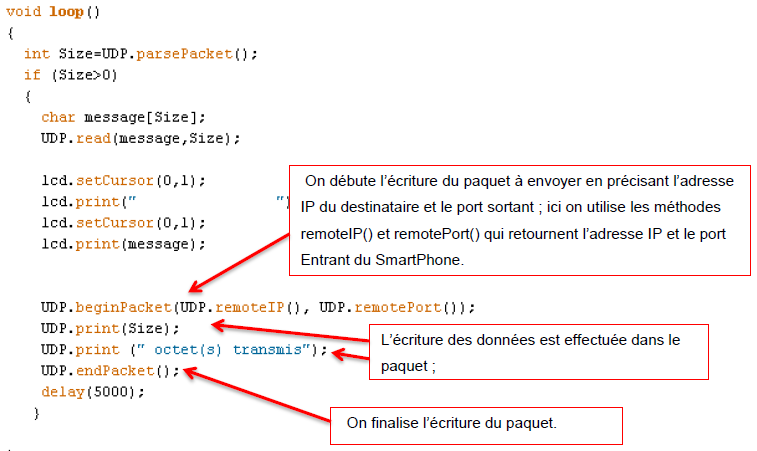 void loop()
{
int Size=UDP.parsePacket();
if (Size>0)
{
char message[Size];
UDP.read(message,Size);
lcd.setCursor(0,1);
lcd.print("                ")
lcd.setCursor(0,1);
lcd.print(message);
On débute l'écriture du paquet à envoyer en précisant l'adresse
IP du destinataire et le port sortant ; ici on utilise les méthodes
remoteIP() et remotePort() qui retournent l'adresse IP et le port
Entrant du SmartPhone.
UDP.beginPacket(UDP.remoteIP(), UDP.remotePort());
UDP.print(Size);
UDP.print (" octet(s) transmis");
UDP.endPacket();
delay(5000);
}
L'écriture des données est effectuée dans le
paquet ;
On finalise l'écriture du paquet.